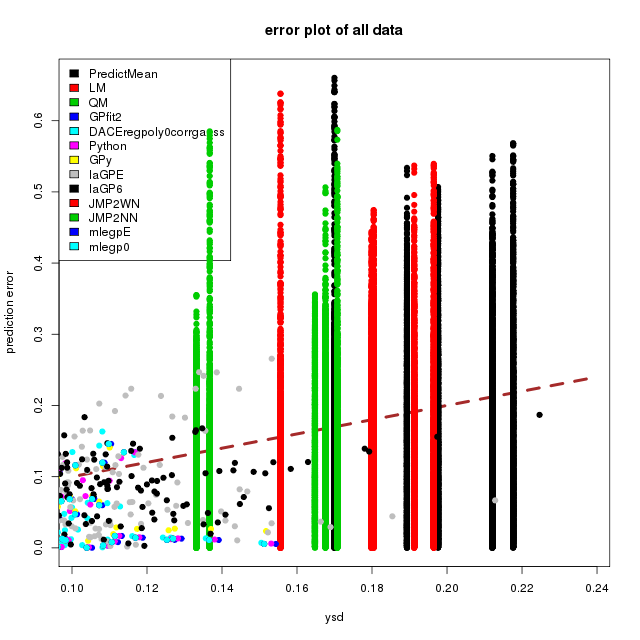 error plot of all data
PredictMean
LM
QM
GPfit2
DACEregpoly0corrgauss
Python
GPy
laGPE
laGP6
JMP2WN
JMP2NN
mlegpE
mlegp0
prediction error
0.0 0.1 0.2 0.3 0.4 0.5 0.6
0.10 0.12 0.14 0.16 0.18 0.20 0.22 0.24
ysd